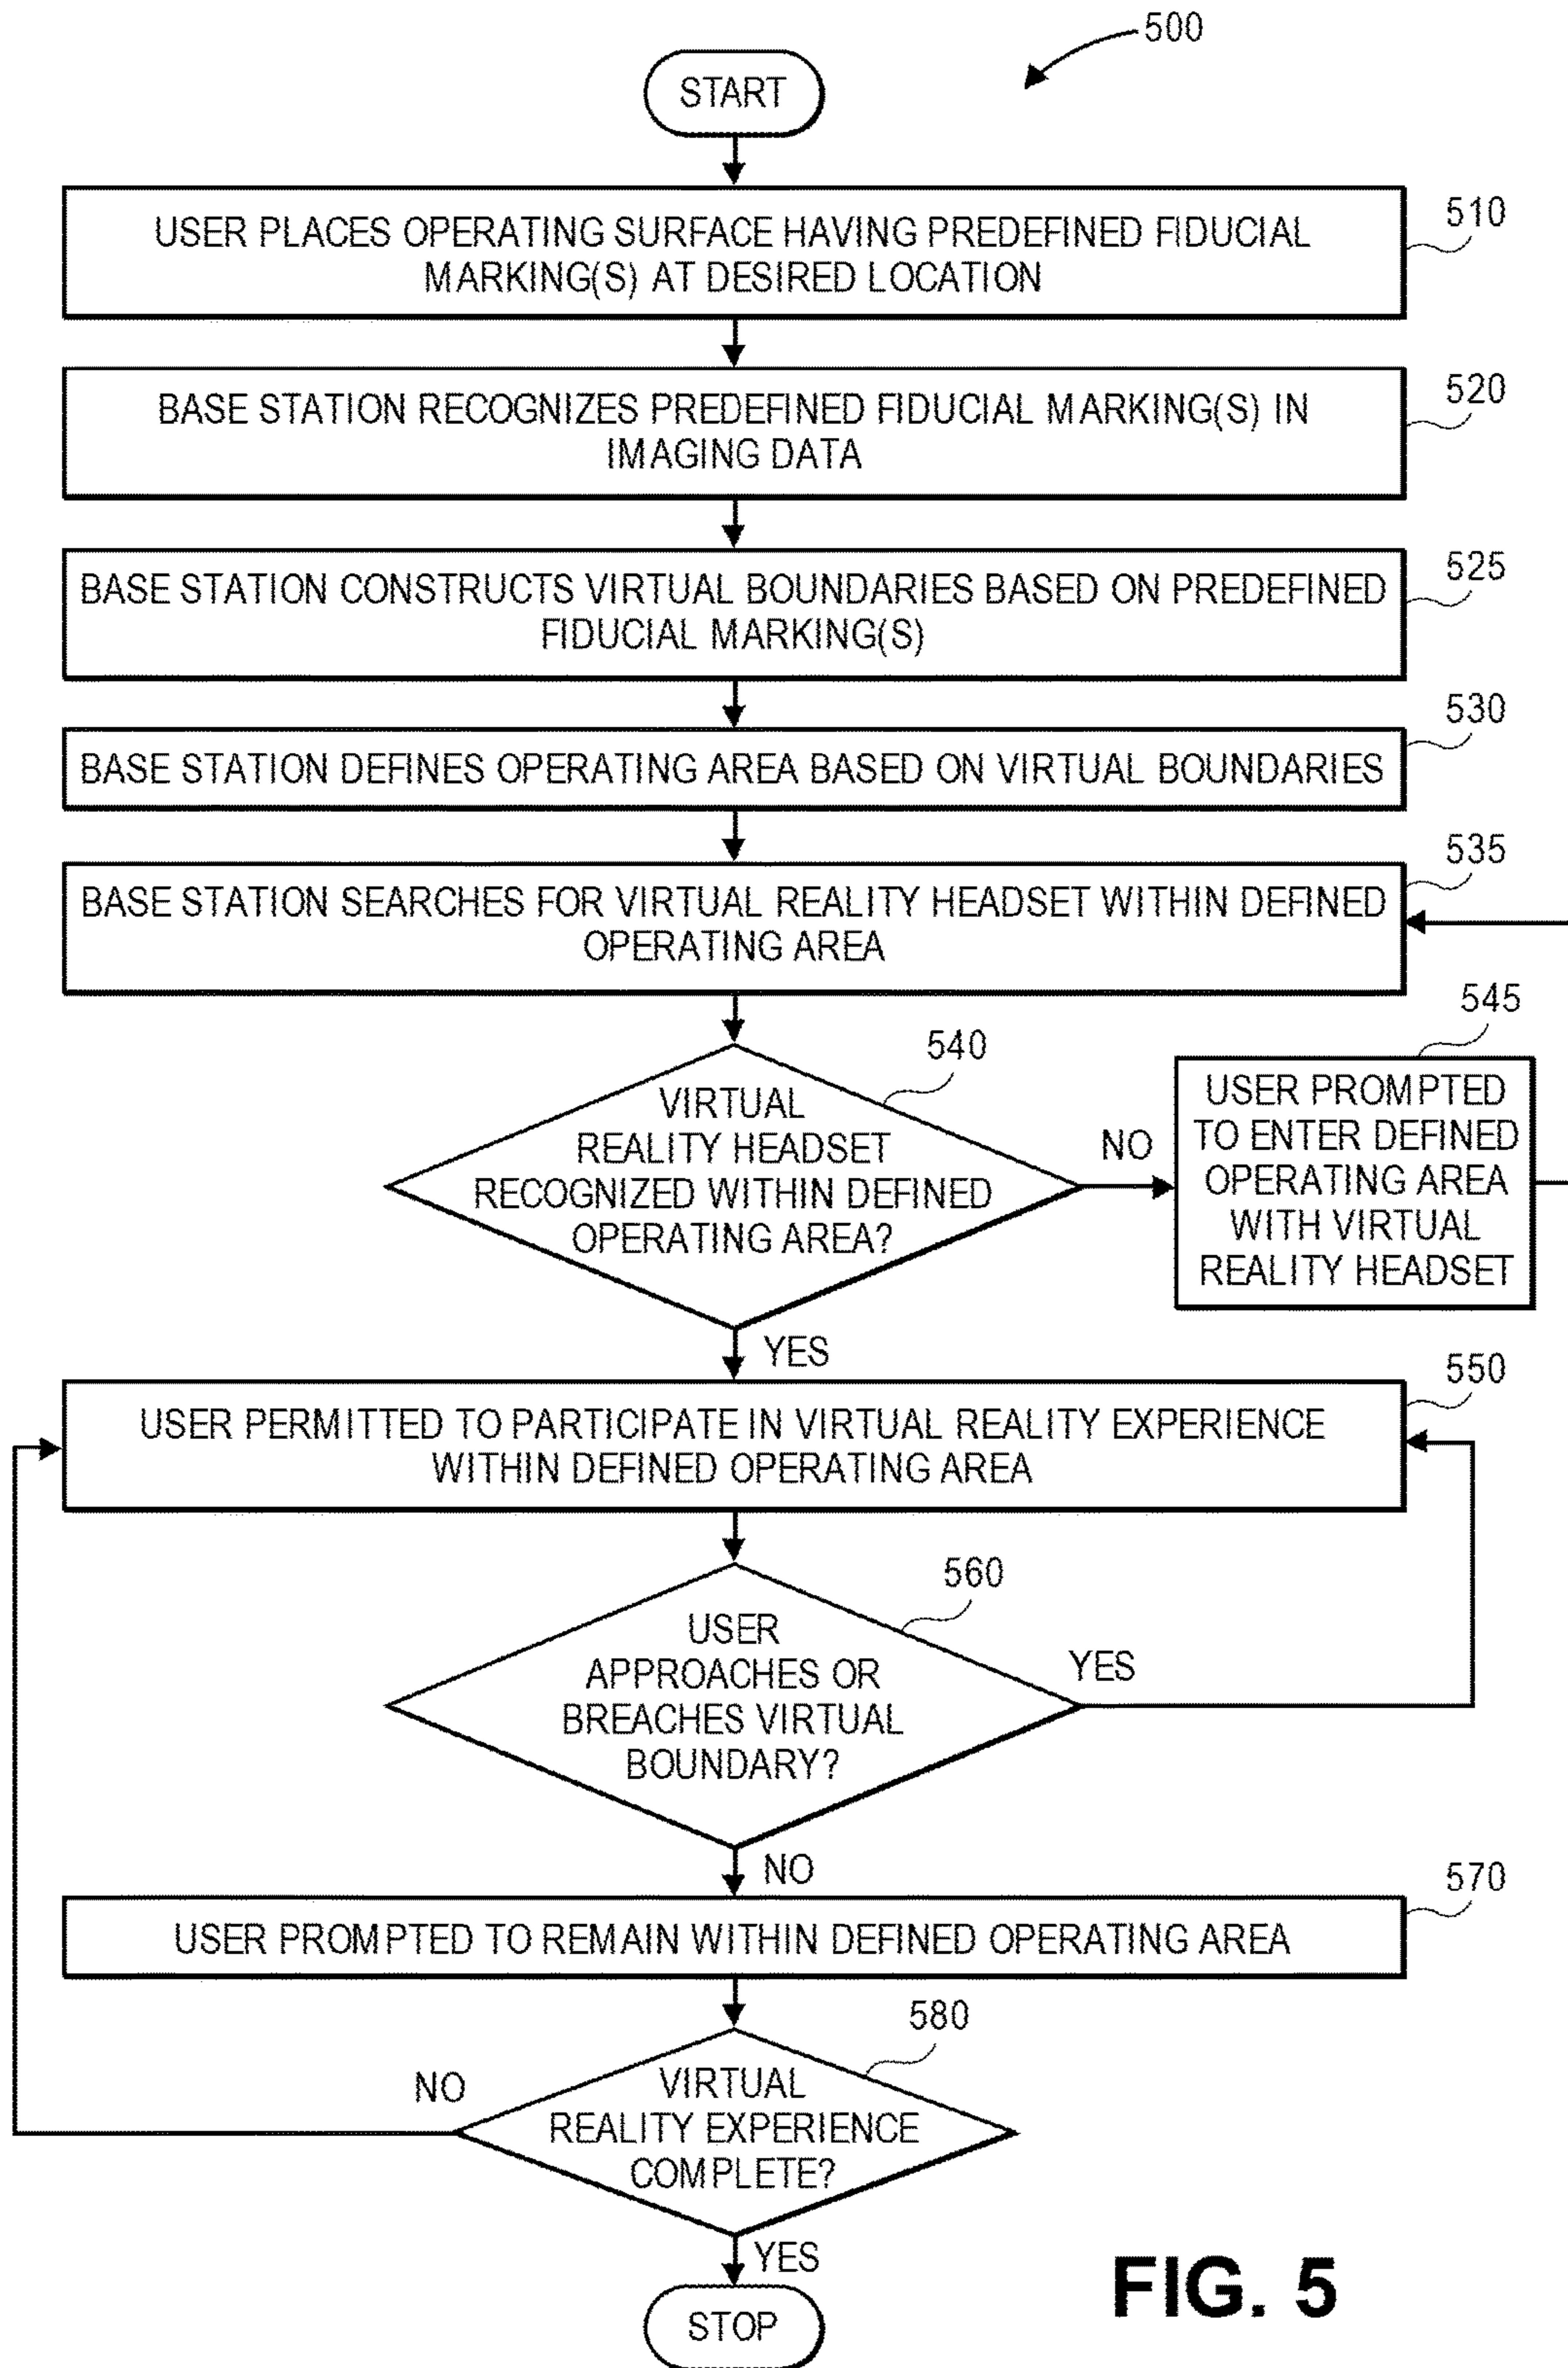 500
START
510
USER PLACES OPERATING SURFACE HAVING PREDEFINED FIDUCIAL
MARKING(S) AT DESIRED LOCATION
520
BASE STATION RECOGNIZES PREDEFINED FIDUCIAL MARKING(S) IN
IMAGING DATA
525
BASE STATION CONSTRUCTS VIRTUAL BOUNDARIES BASED ON PREDEFINED
FIDUCIAL MARKING(S)
530
BASE STATION DEFINES OPERATING AREA BASED ON VIRTUAL BOUNDARIES
535
BASE STATION SEARCHES FOR VIRTUAL REALITY HEADSET WITHIN DEFINED
OPERATING AREA
540
VIRTUAL
REALITY HEADSET
RECOGNIZED WITHIN DEFINED
OPERATING AREA?
NO
545
USER PROMPTED
TO ENTER DEFINED
OPERATING AREA
WITH VIRTUAL
REALITY HEADSET
YES
550
USER PERMITTED TO PARTICIPATE IN VIRTUAL REALITY EXPERIENCE
WITHIN DEFINED OPERATING AREA
560
USER
APPROACHES OR
BREACHES VIRTUAL
BOUNDARY?
YES
NO
570
USER PROMPTED TO REMAIN WITHIN DEFINED OPERATING AREA
580
VIRTUAL
REALITY EXPERIENCE
COMPLETE?
NO
YES
STOP
FIG. 5